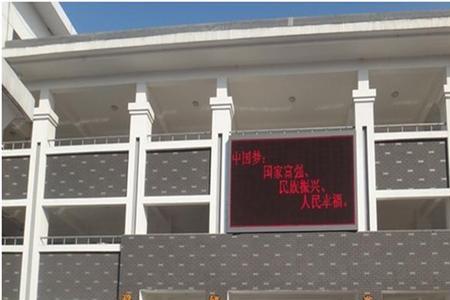 中国梦：
国家富强、
民族振兴、
人民幸福。